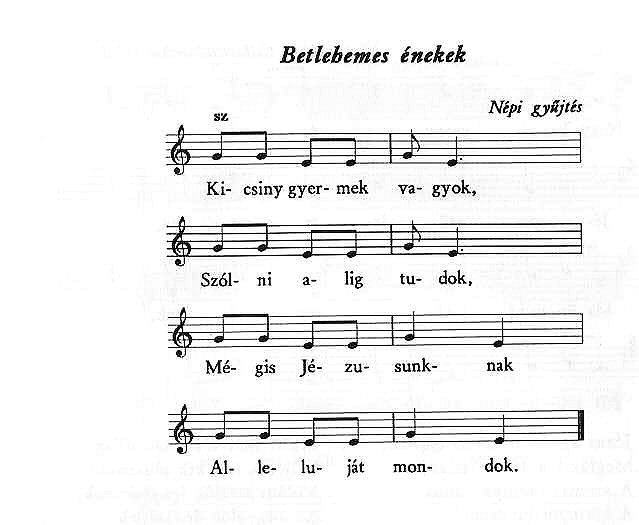 Betlehemes énekek
Népi gyűjtés
sz
Ki- csiny gyer- mek va- gyok,
Szól- ni a- lig tu- dok,
Mé- gis Jé- zu- sunk- nak
Al- le- lu- ját mon- dok.